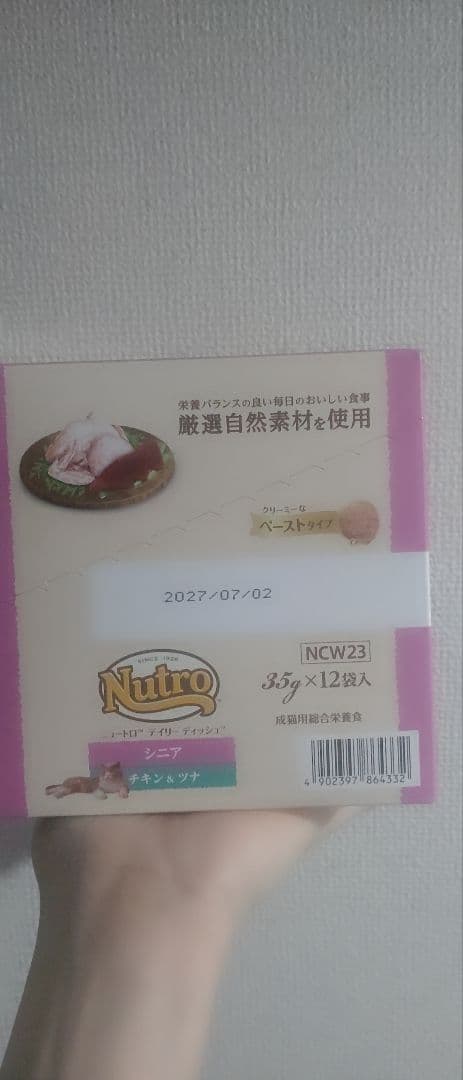 栄養バランスの良い毎日のおいしい食事
厳選自然素材を使用
クリーミーな
ペーストタイプ
2027/07/02
SINCE 1926
Nutro
ニュートロ™ デイリー ディッシュ™
シニア
チキン & ツナ
NCW23
35g×12袋入
成猫用総合栄養食
4 902397 864332